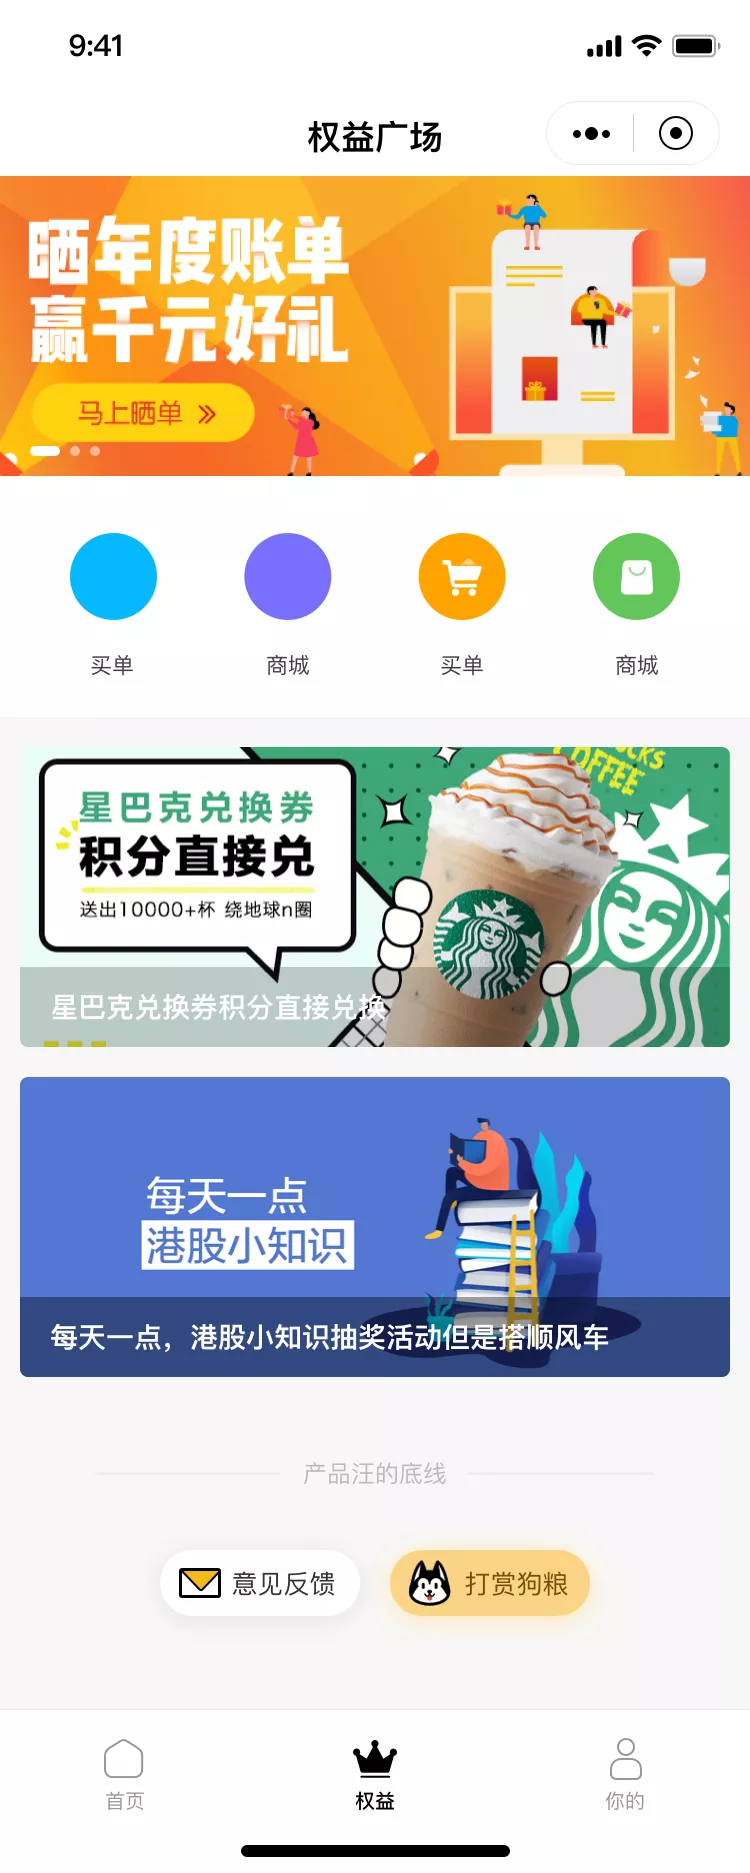 9:41
权益广场
晒年度账单
赢千元好礼
马上晒单
买单
商城
买单
商城
COFFEE
星巴克兑换券
积分直接兑
送出10000+杯 绕地球n圈
星巴克兑换券积分直接兑换
每天一点
港股小知识
每天一点，港股小知识抽奖活动但是搭顺风车
产品汪的底线
意见反馈
打赏狗粮
首页
权益
你的